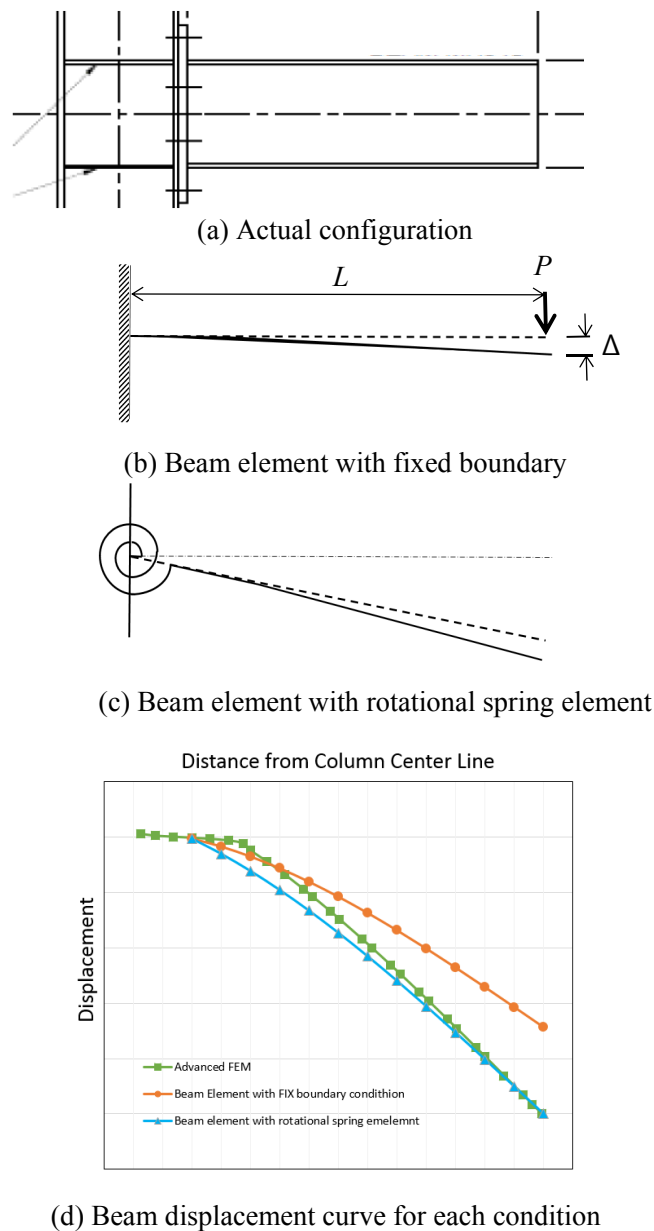 (a) Actual configuration
L
P
Δ
(b) Beam element with fixed boundary
(c) Beam element with rotational spring element
Distance from Column Center Line
Displacement
Advanced FEM
Beam Element with FIX boundary condithion
Beam element with rotational spring emelemnt
(d) Beam displacement curve for each condition